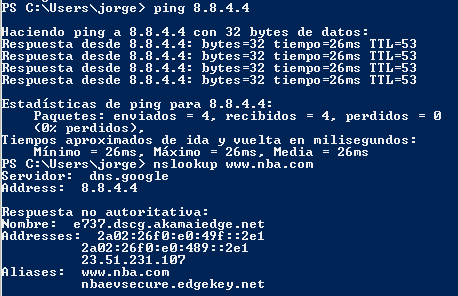 PS C:\Users\jorge> ping 8.8.4.4
Haciendo ping a 8.8.4.4 con 32 bytes de datos:
Respuesta desde 8.8.4.4: bytes=32 tiempo=26ms TTL=53
Respuesta desde 8.8.4.4: bytes=32 tiempo=26ms TTL=53
Respuesta desde 8.8.4.4: bytes=32 tiempo=26ms TTL=53
Respuesta desde 8.8.4.4: bytes=32 tiempo=26ms TTL=53
Estadísticas de ping para 8.8.4.4:
    Paquetes: enviados = 4, recibidos = 4, perdidos = 0
    (0% perdidos),
Tiempos aproximados de ida y vuelta en milisegundos:
    Mínimo = 26ms, Máximo = 26ms, Media = 26ms
PS C:\Users\jorge> nslookup www.nba.com
Servidor:  dns.google
Address:  8.8.4.4
Respuesta no autoritativa:
Nombre:  e737.dscg.akamaiedge.net
Addresses:  2a02:26f0:e0:49f::2e1
          2a02:26f0:e0:489::2e1
          23.51.231.107
Aliases:  www.nba.com
          nbaevsecure.edgekey.net